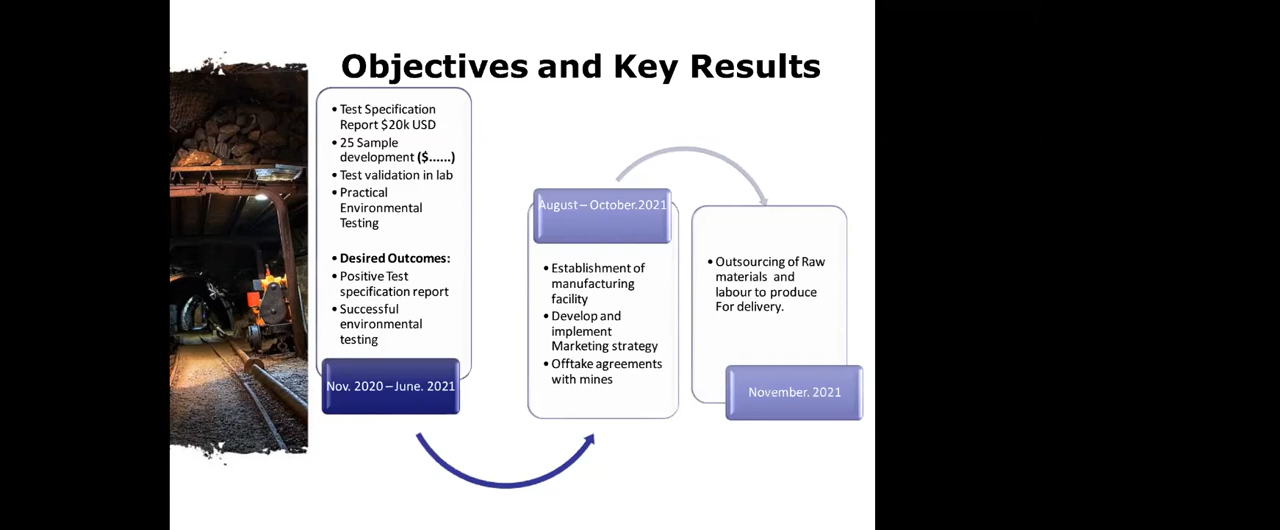 Objectives and Key Results
• Test Specification
Report $20k USD
• 25 Sample
development ($......)
• Test validation in lab
• Practical
Environmental
Testing
• Desired Outcomes:
• Positive Test
specification report
• Successful
environmental
testing
Nov. 2020 – June. 2021
August – October.2021
• Establishment of
manufacturing
facility
• Develop and
implement
Marketing strategy
• Offtake agreements
with mines
• Outsourcing of Raw
materials and
labour to produce
For delivery.
November. 2021